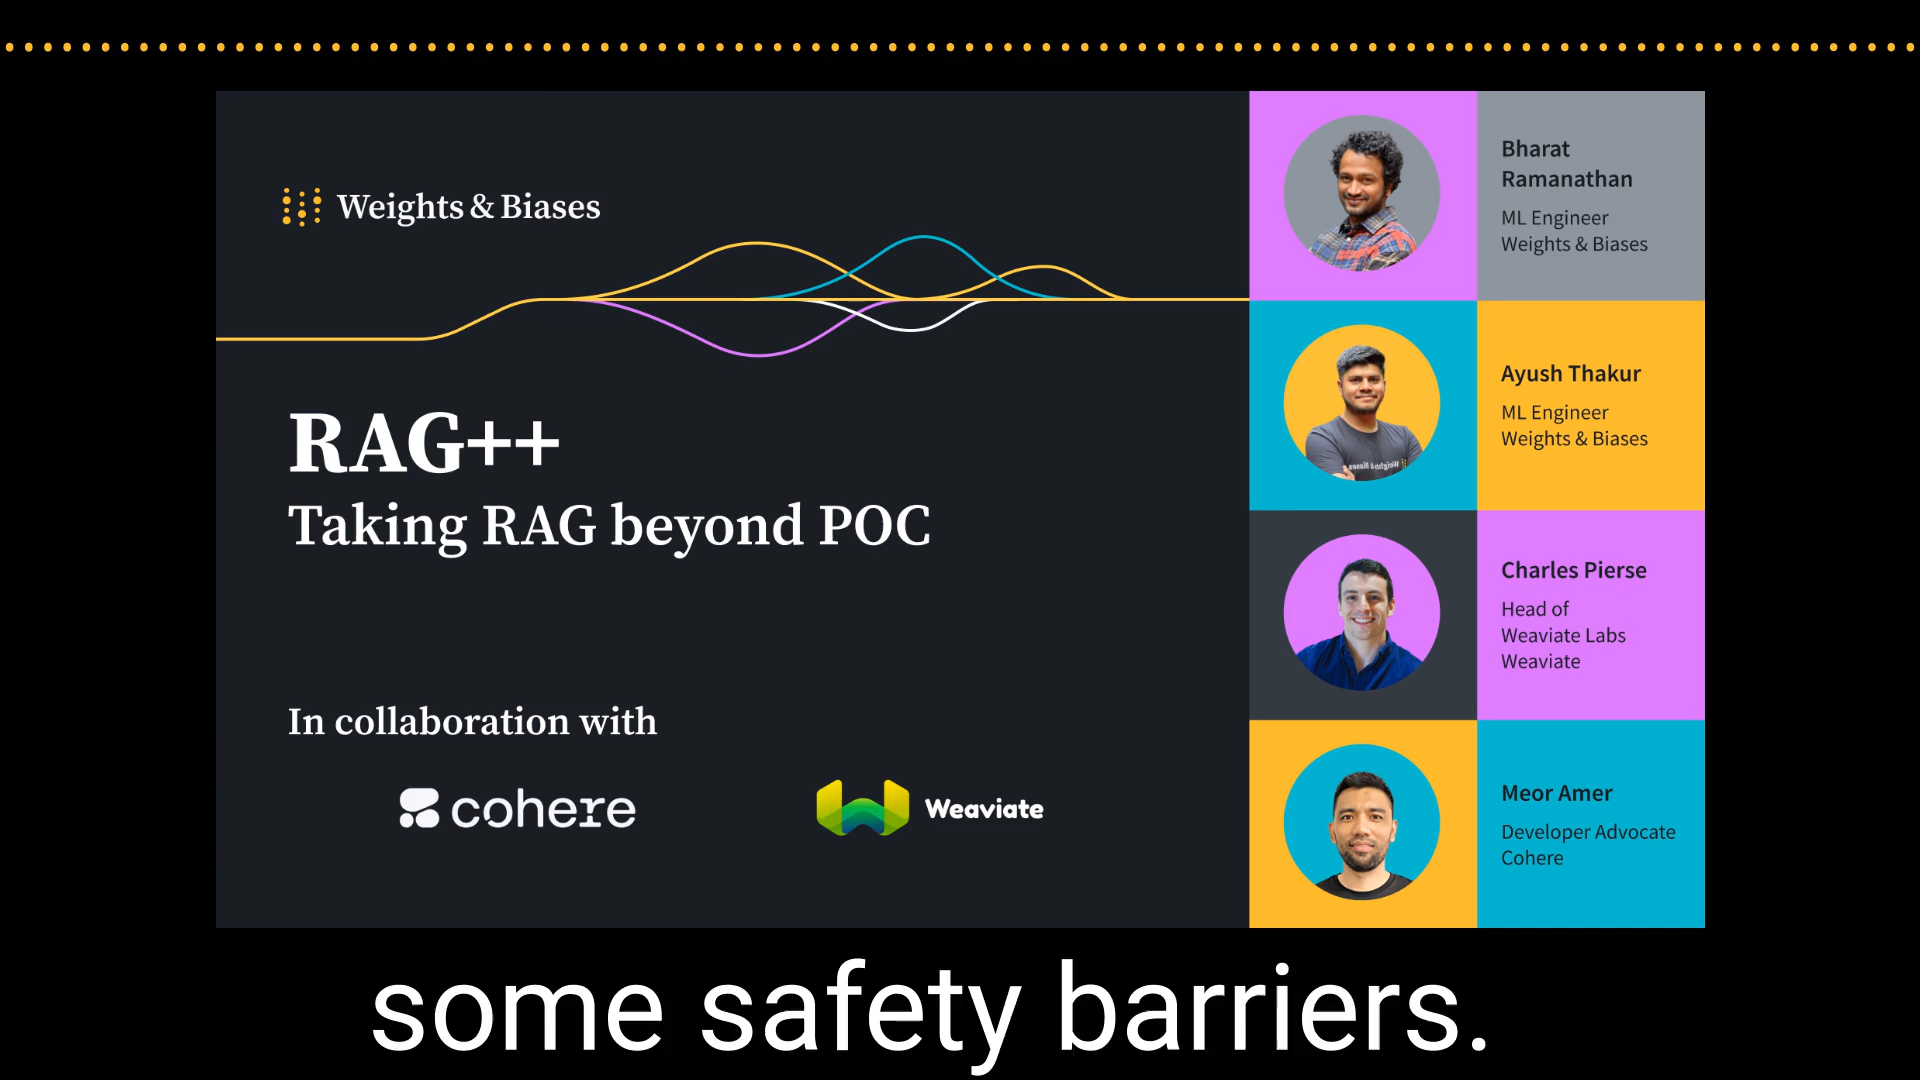 Weights & Biases
RAG++
Taking RAG beyond POC
In collaboration with
cohere
Weaviate
Bharat
Ramanathan
ML Engineer
Weights & Biases
Ayush Thakur
ML Engineer
Weights & Biases
Charles Pierse
Head of
Weaviate Labs
Weaviate
Meor Amer
Developer Advocate
Cohere
some safety barriers.